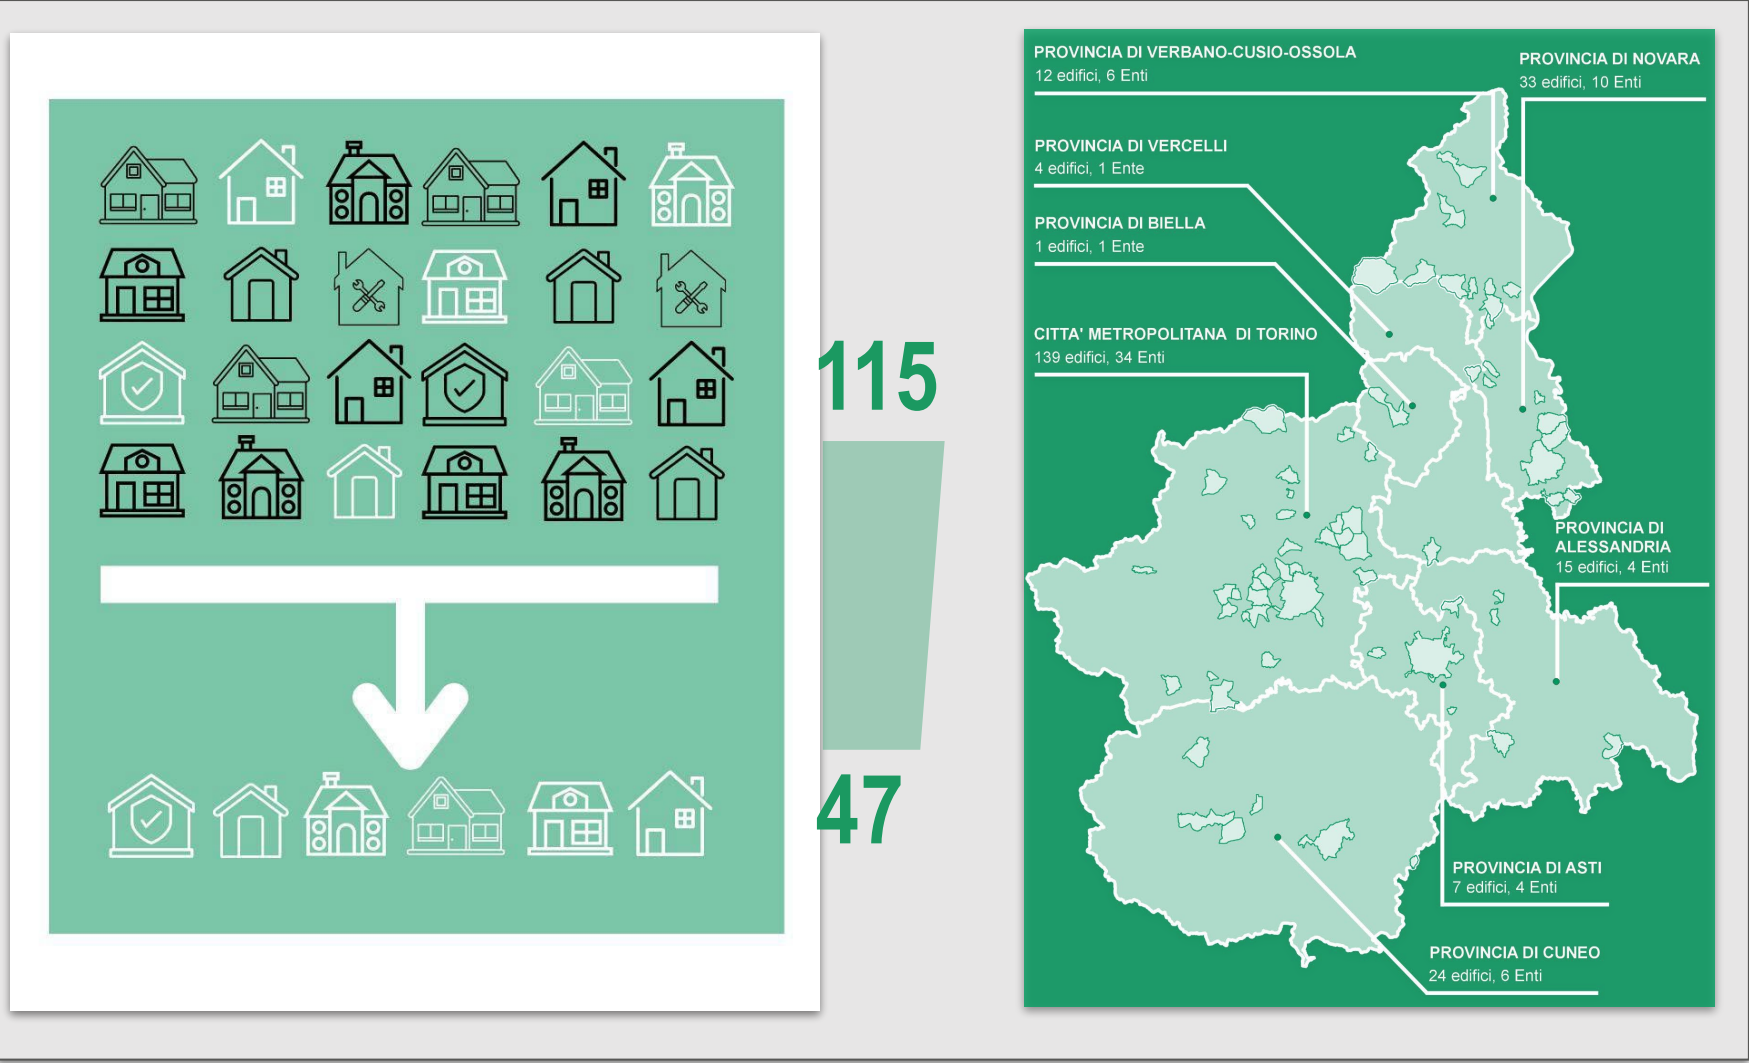 115
47
PROVINCIA DI VERBANO-CUSIO-OSSOLA
12 edifici, 6 Enti
PROVINCIA DI NOVARA
33 edifici, 10 Enti
PROVINCIA DI VERCELLI
4 edifici, 1 Ente
PROVINCIA DI BIELLA
1 edifici, 1 Ente
CITTA' METROPOLITANA DI TORINO
139 edifici, 34 Enti
PROVINCIA DI
ALESSANDRIA
15 edifici, 4 Enti
PROVINCIA DI ASTI
7 edifici, 4 Enti
PROVINCIA DI CUNEO
24 edifici, 6 Enti